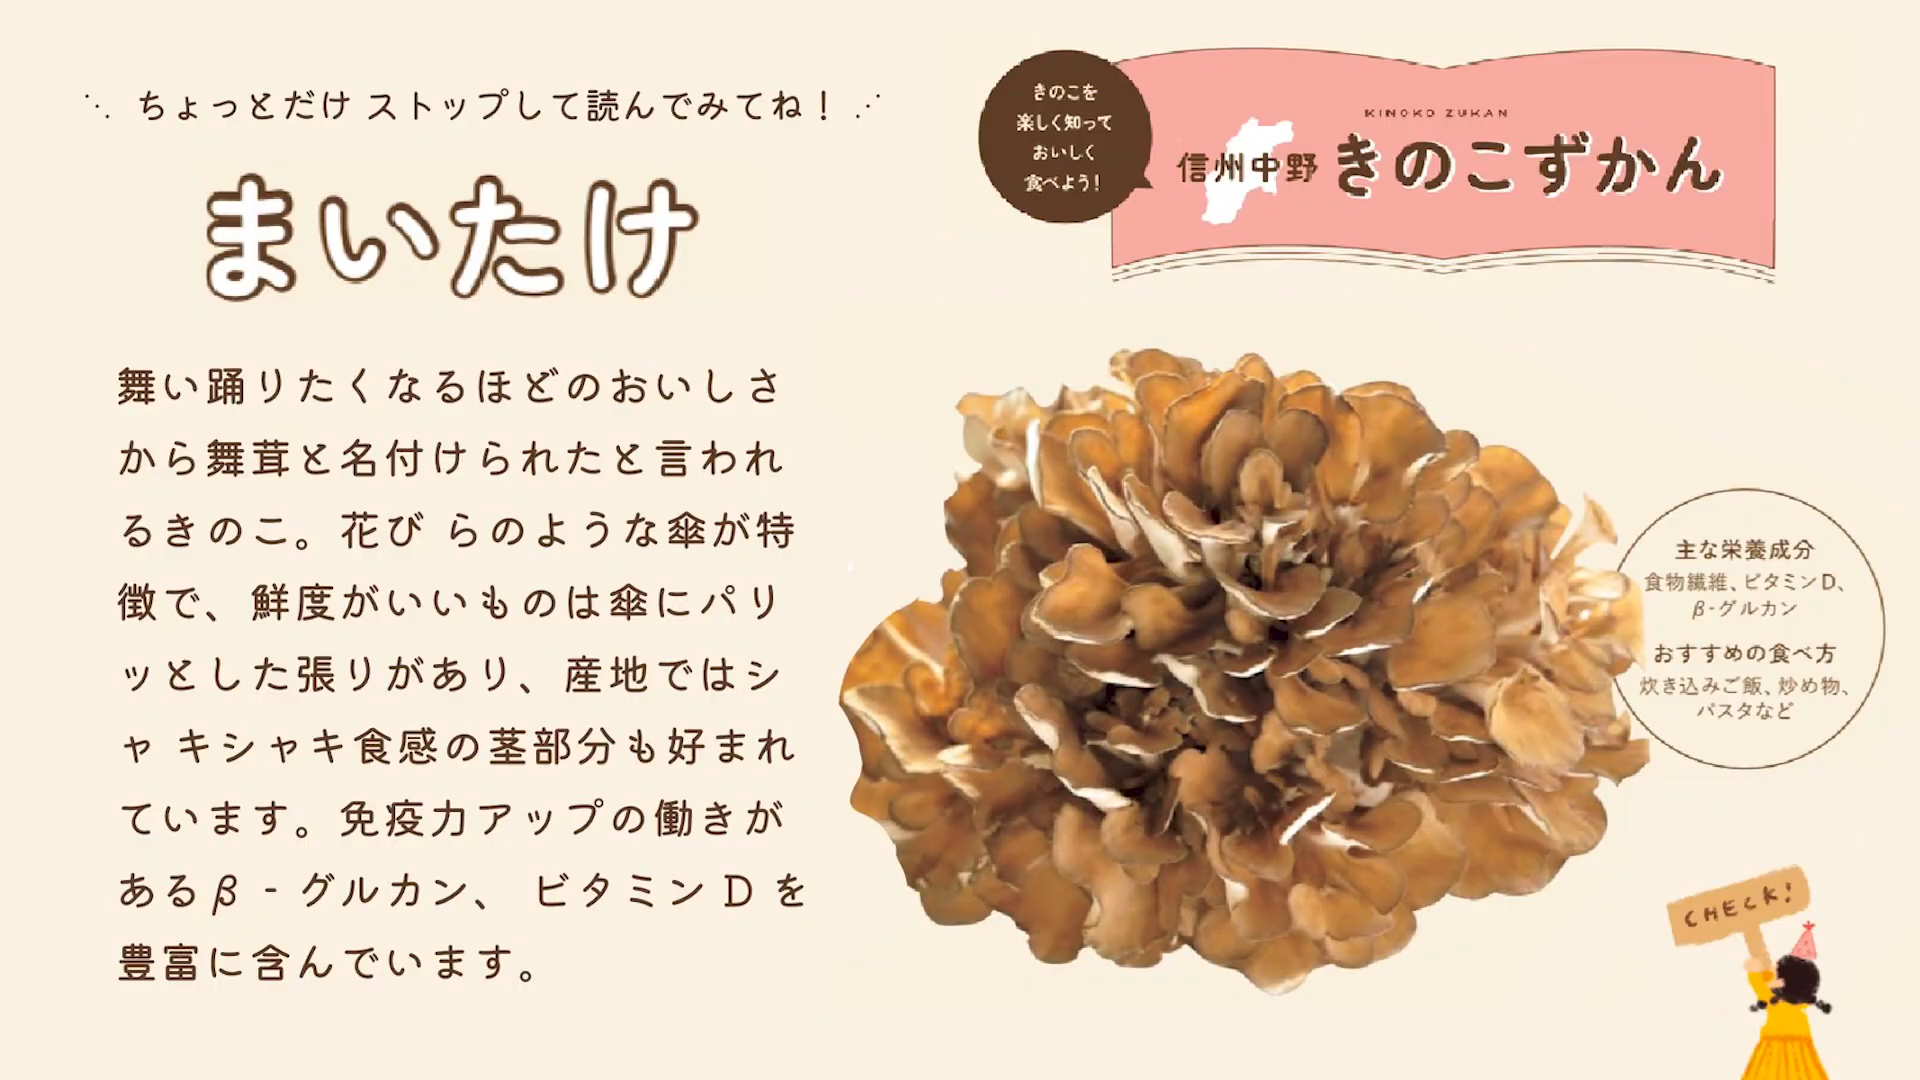 ちょっとだけ ストップして読んでみてね！
まいたけ
舞い踊りたくなるほどのおいしさ
から舞茸と名付けられたと言われ
るきのこ。花び らのような傘が特
徴で、鮮度がいいものは傘にパリ
ッとした張りがあり、産地ではシ
ャ キシャキ食感の茎部分も好まれ
ています。免疫力アップの働きが
あるβ - グルカン、 ビタミン D を
豊富に含んでいます。
きのこを
楽しく知って
おいしく
食べよう！
KINOKO ZUKAN
信州中野 きのこずかん
主な栄養成分
食物繊維、ビタミンD、
β-グルカン
おすすめの食べ方
炊き込みご飯、炒め物、
パスタなど
CHECK!